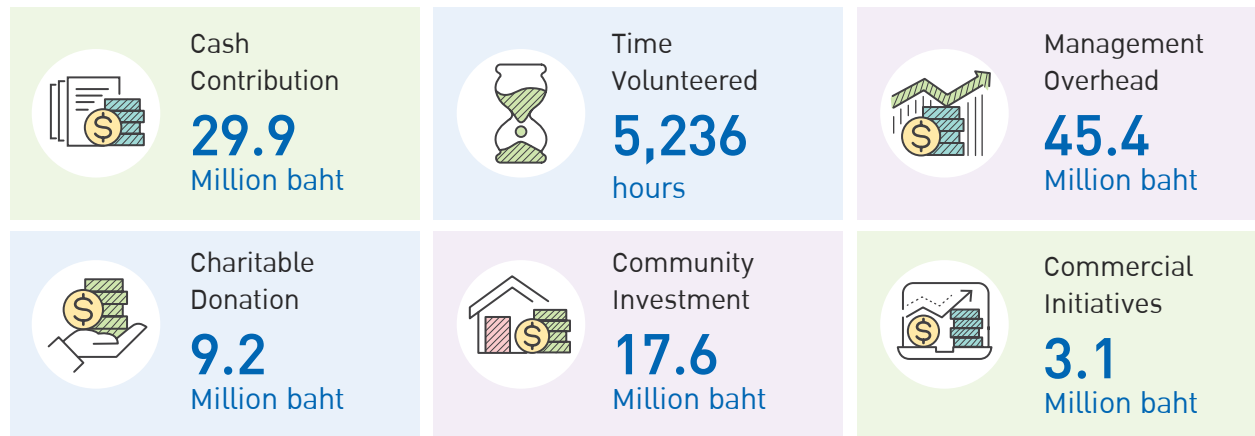 Cash
Contribution
29.9
Million baht
Time
Volunteered
5,236
hours
Management
Overhead
45.4
Million baht
Charitable
Donation
9.2
Million baht
Community
Investment
17.6
Million baht
Commercial
Initiatives
3.1
Million baht